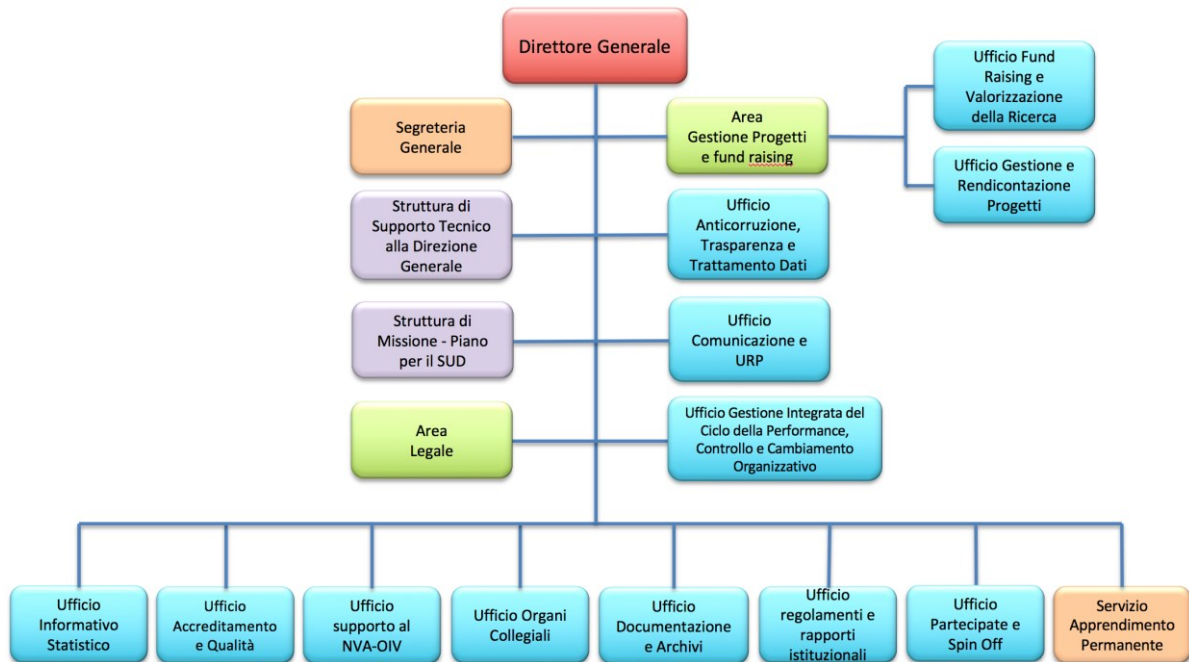 Direttore Generale
Segreteria
Generale
Area
Gestione Progetti
e fund raising
Ufficio Fund
Raising e
Valorizzazione
della Ricerca
Ufficio Gestione e
Rendicontazione
Progetti
Struttura di
Supporto Tecnico
alla Direzione
Generale
Ufficio
Anticorruzione,
Trasparenza e
Trattamento Dati
Struttura di
Missione - Piano
per il SUD
Ufficio
Comunicazione e
URP
Area
Legale
Ufficio Gestione Integrata del
Ciclo della Performance,
Controllo e Cambiamento
Organizzativo
Ufficio
Informativo
Statistico
Ufficio
Accreditamento
e Qualità
Ufficio
supporto al
NVA-OIV
Ufficio Organi
Collegiali
Ufficio
Documentazione
e Archivi
Ufficio
regolamenti e
rapporti
istituzionali
Ufficio
Partecipate e
Spin Off
Servizio
Apprendimento
Permanente